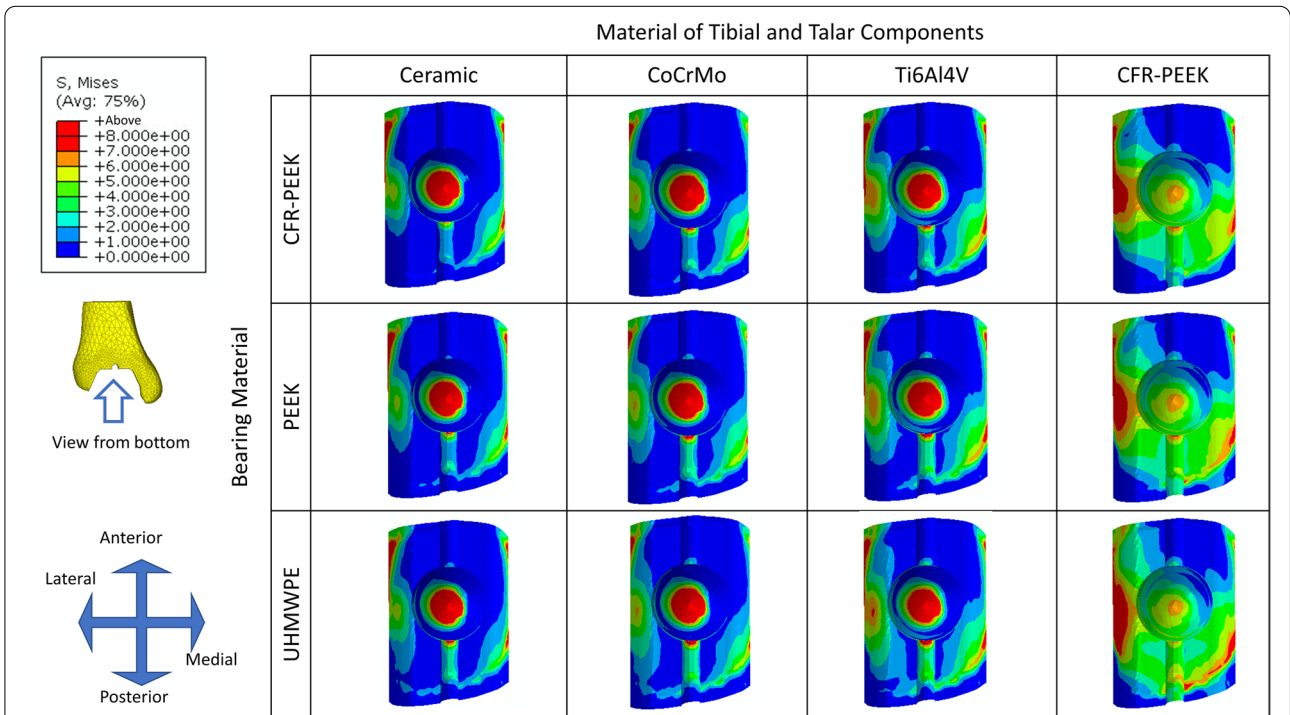 Material of Tibial and Talar Components
Ceramic
CoCrMo
Ti6Al4V
CFR-PEEK
S, Mises
(Avg: 75%)
+Above
+8.000e+00
+7.000e+00
+6.000e+00
+5.000e+00
+4.000e+00
+3.000e+00
+2.000e+00
+1.000e+00
+0.000e+00
View from bottom
Anterior
Lateral
Medial
Posterior
Bearing Material
CFR-PEEK
PEEK
UHMWPE